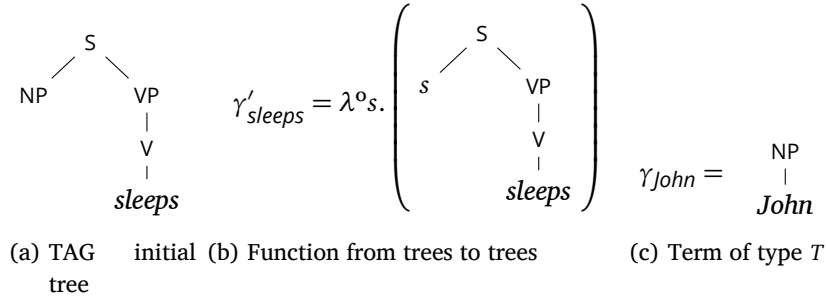 S
NP VP
V
sleeps
γ′sleeps = λᵒs.
S
s VP
V
sleeps
γJohn =
NP
John
(a) TAG initial tree
(b) Function from trees to trees
(c) Term of type T